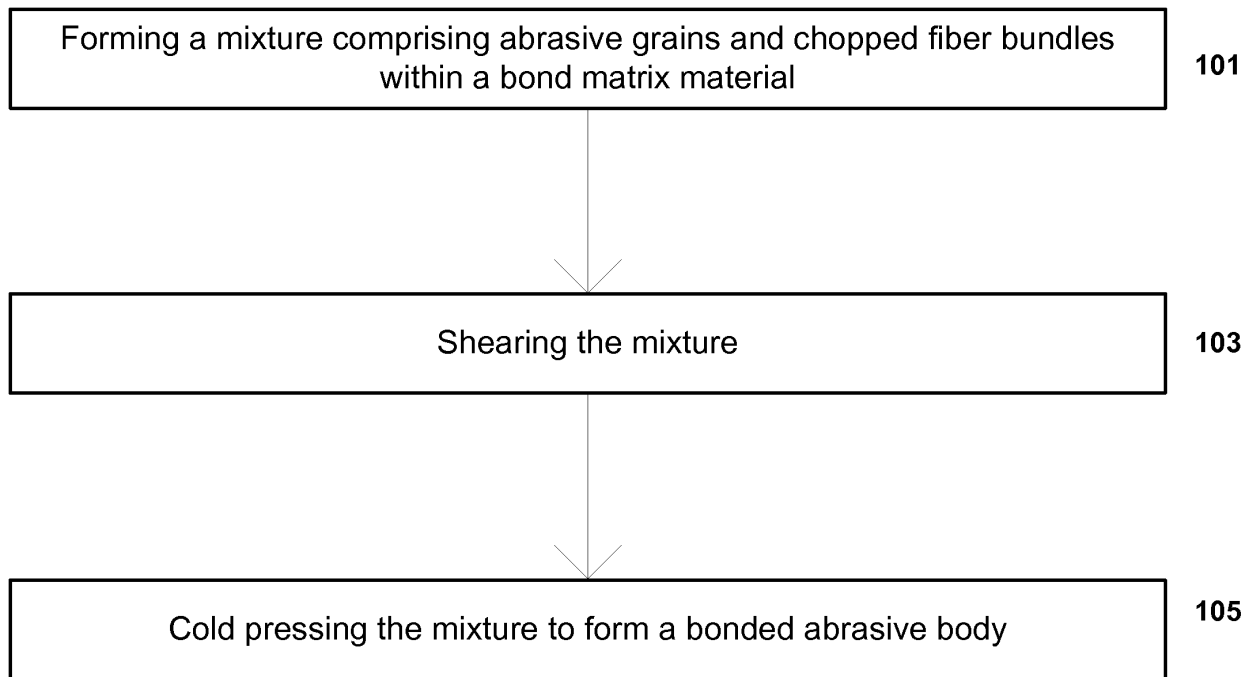 Forming a mixture comprising abrasive grains and chopped fiber bundles
within a bond matrix material
101
Shearing the mixture
103
Cold pressing the mixture to form a bonded abrasive body
105